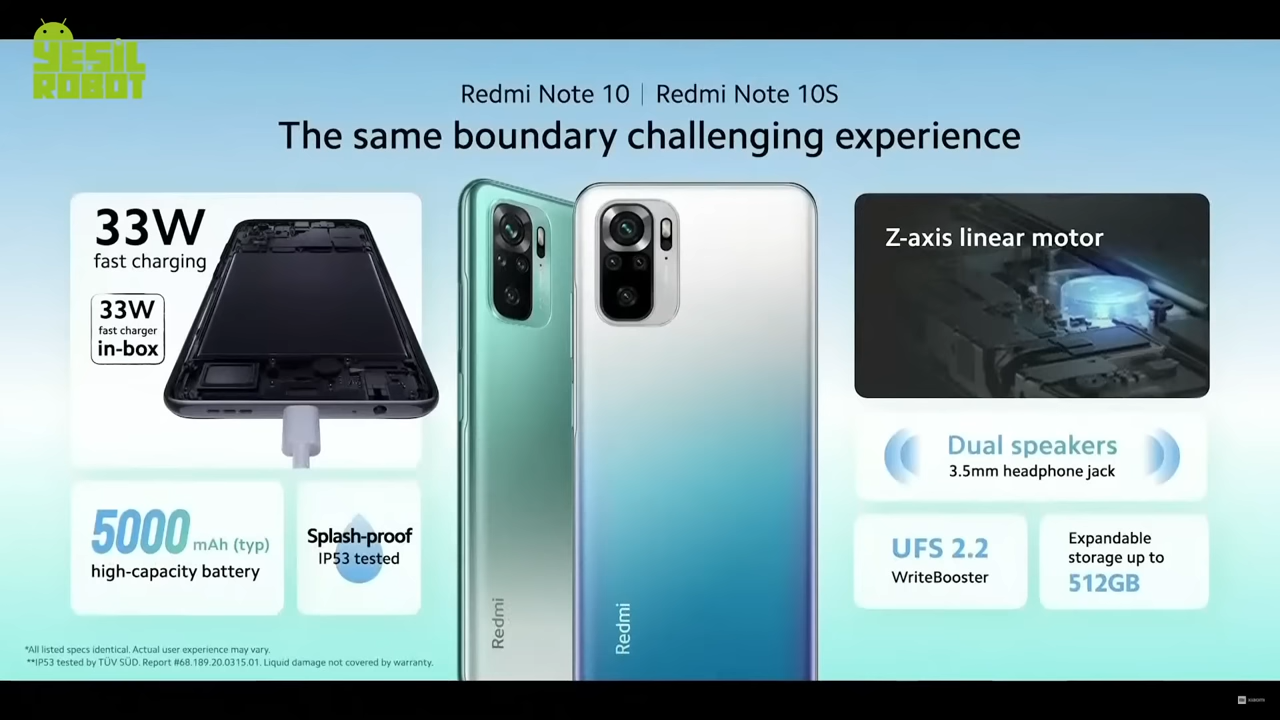 YEŞİL
ROBOT
Redmi Note 10 | Redmi Note 10S
The same boundary challenging experience
33W
fast charging
33W
fast charger
in-box
5000 mAh (typ)
high-capacity battery
Splash-proof
IP53 tested
Redmi
Redmi
Z-axis linear motor
Dual speakers
3.5mm headphone jack
UFS 2.2
WriteBooster
Expandable
storage up to
512GB
*All listed specs identical. Actual user experience may vary.
**IP53 tested by TÜV SÜD. Report #68.189.20.0315.01. Liquid damage not covered by warranty.